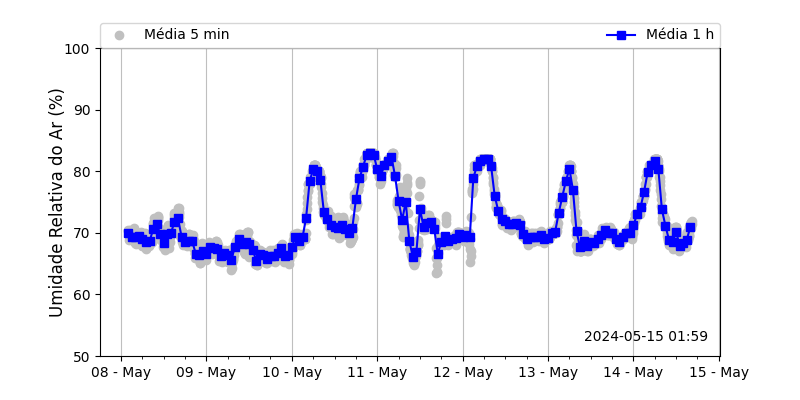 Média 5 min
Média 1 h
100
90
80
70
60
50
Umidade Relativa do Ar (%)
2024-05-15 01:59
08 - May
09 - May
10 - May
11 - May
12 - May
13 - May
14 - May
15 - May